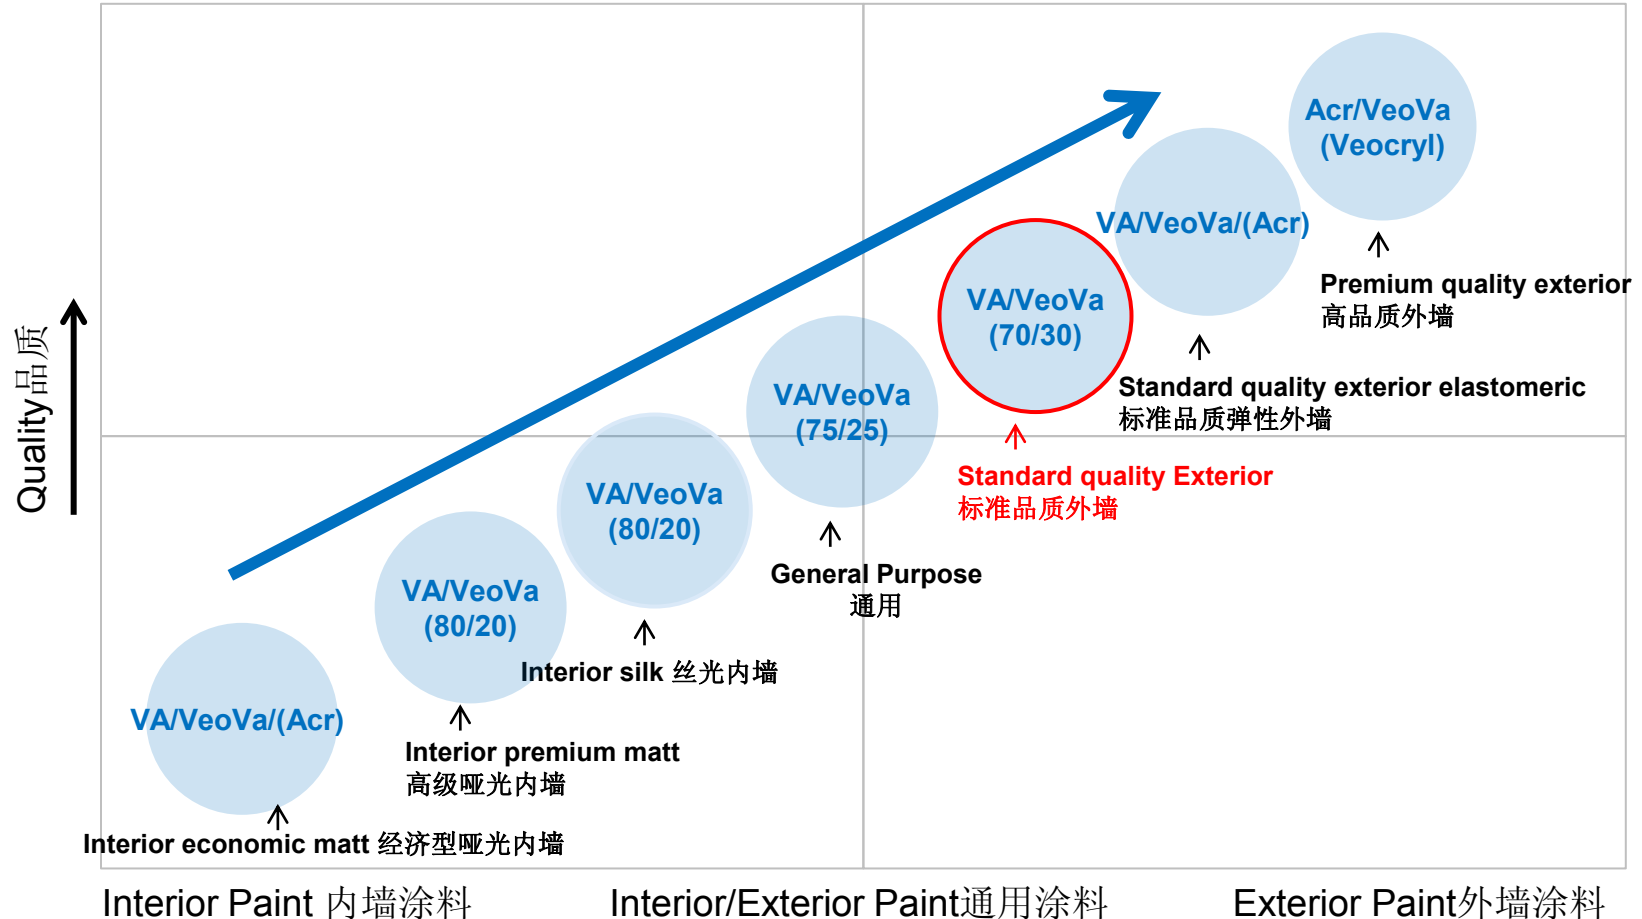 Acr/VeoVa
(Veocryl)
VA/VeoVa/(Acr)
Premium quality exterior
高品质外墙
VA/VeoVa
(70/30)
Standard quality exterior elastomeric
标准品质弹性外墙
VA/VeoVa
(75/25)
Standard quality Exterior
标准品质外墙
VA/VeoVa
(80/20)
General Purpose
通用
VA/VeoVa
(80/20)
Interior silk 丝光内墙
VA/VeoVa/(Acr)
Interior premium matt
高级哑光内墙
Interior economic matt 经济型哑光内墙
Quality品质
Interior Paint 内墙涂料
Interior/Exterior Paint通用涂料
Exterior Paint外墙涂料